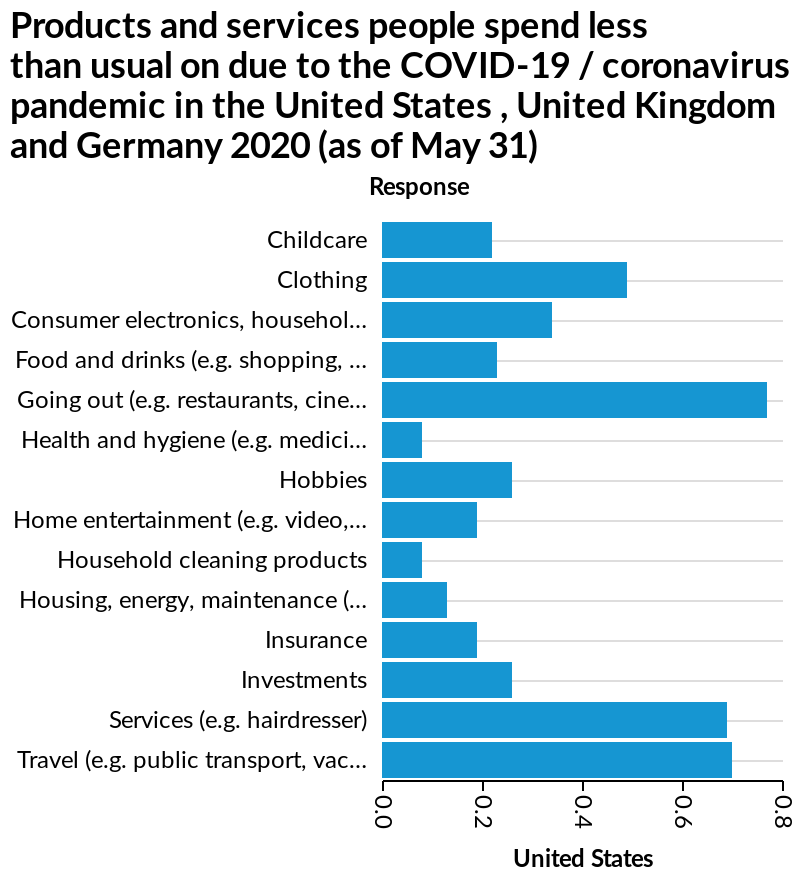 Products and services people spend less
than usual on due to the COVID-19 / coronavirus
pandemic in the United States , United Kingdom
and Germany 2020 (as of May 31)
Response
Childcare
Clothing
Consumer electronics, househol...
Food and drinks (e.g. shopping, ...
Going out (e.g. restaurants, cine...
Health and hygiene (e.g. medici...
Hobbies
Home entertainment (e.g. video,...
Household cleaning products
Housing, energy, maintenance (...
Insurance
Investments
Services (e.g. hairdresser)
Travel (e.g. public transport, vac...
0.0
0.2
0.4
0.6
0.8
United States